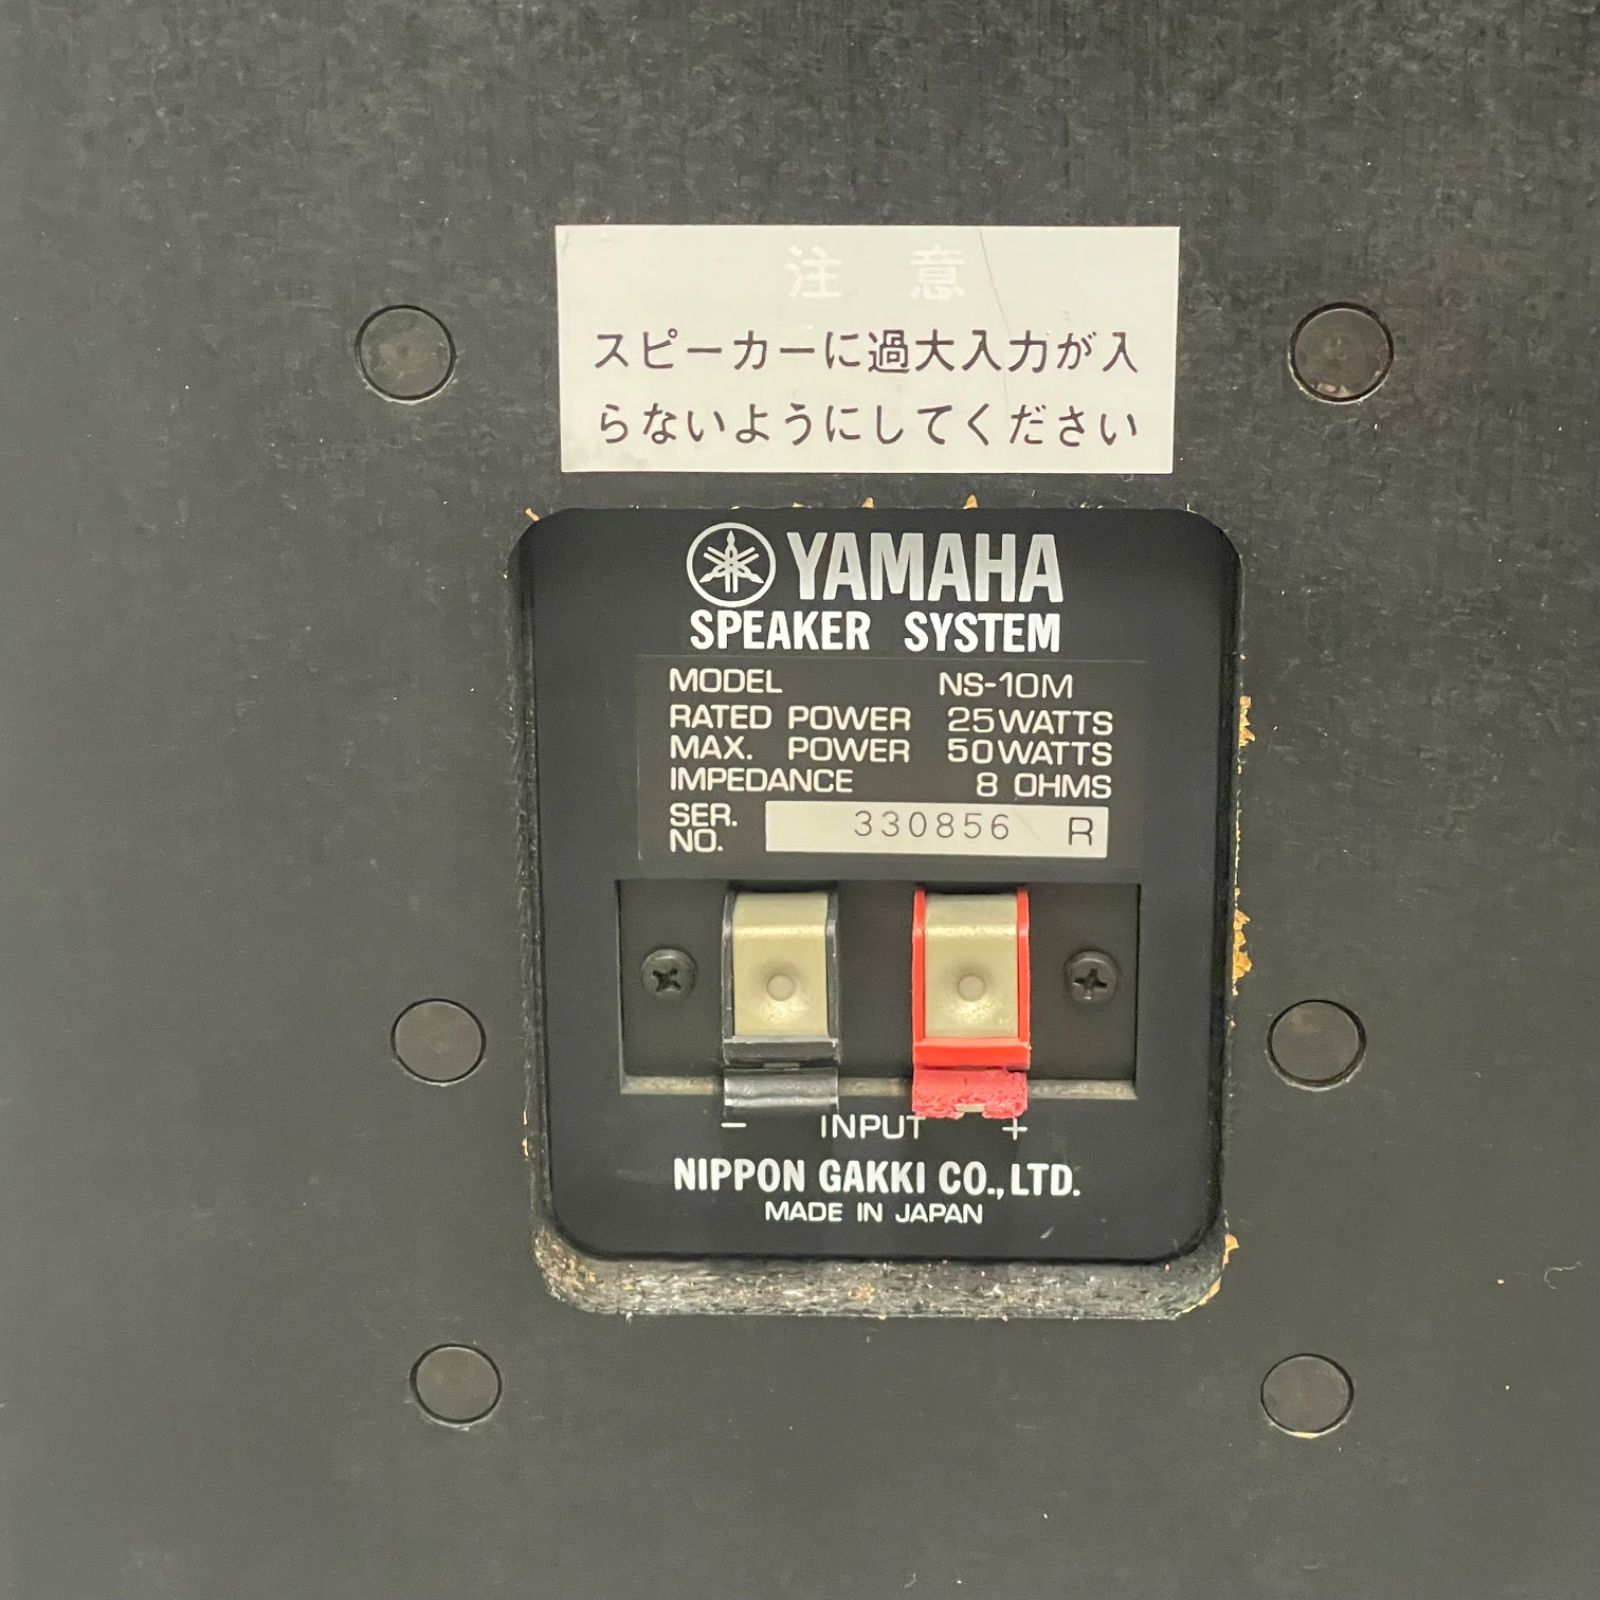 注 意
スピーカーに過大入力が入
らないようにしてください
YAMAHA
SPEAKER SYSTEM
MODEL NS-10M
RATED POWER 25WATTS
MAX. POWER 50WATTS
IMPEDANCE 8 OHMS
SER. NO. 330856 R
− INPUT +
NIPPON GAKKI CO., LTD.
MADE IN JAPAN